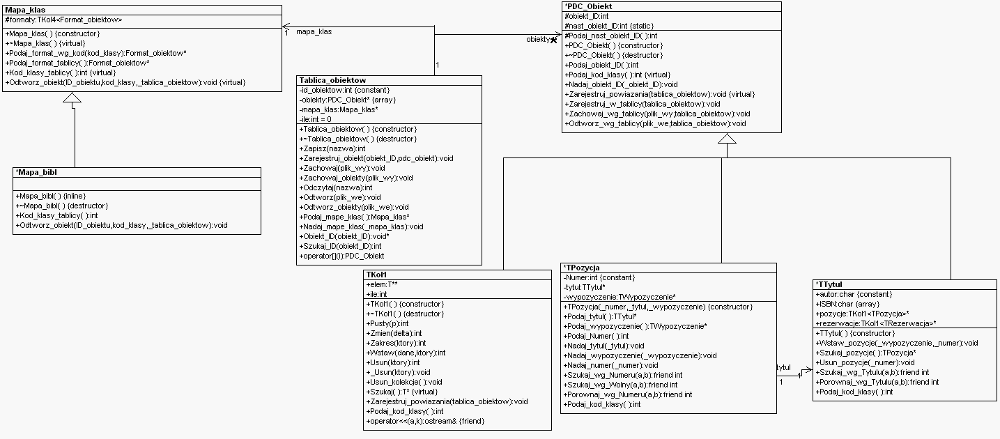 Mapa_klas
#formaty:TKol4<Format_obiektow>
+Mapa_klas( ) {constructor}
+~Mapa_klas( ) {virtual}
+Podaj_format_wg_kod(kod_klasy):Format_obiektow*
+Podaj_format_tablicy( ):Format_obiektow*
+Kod_klasy_tablicy( ):int {virtual}
+Odtworz_obiekt(ID_obiektu,kod_klasy,_tablica_obiektow):void {virtual}
1
mapa_klas
obiekty*
1
*PDC_Obiekt
#obiekt_ID:int
#nast_obiekt_ID:int {static}
#Podaj_nast_obiekt_ID( ):int
+PDC_Obiekt( ) {constructor}
+~PDC_Obiekt( ) {destructor}
+Podaj_obiekt_ID( ):int
+Podaj_kod_klasy( ):int {virtual}
+Nadaj_obiekt_ID(_obiekt_ID):void
+Zarejestruj_powiazania(tablica_obiektow):void {virtual}
+Zarejestruj_w_tablicy(tablica_obiektow):void
+Zachowaj_wg_tablicy(plik_wy,tablica_obiektow):void
+Odtworz_wg_tablicy(plik_we,tablica_obiektow):void
Tablica_obiektow
-id_obiektow:int {constant}
-obiekty:PDC_Obiekt* {array}
-mapa_klas:Mapa_klas*
-ile:int = 0
+Tablica_obiektow( ) {constructor}
+~Tablica_obiektow( ) {destructor}
+Zapisz(nazwa):int
+Zarejestruj_obiekt(obiekt_ID,pdc_obiekt):void
+Zachowaj(plik_wy):void
+Zachowaj_obiekty(plik_wy):void
+Odczytaj(nazwa):int
+Odtworz(plik_we):void
+Odtworz_obiekty(plik_we):void
+Podaj_mape_klas( ):Mapa_klas*
+Nadaj_mape_klas(_mapa_klas):void
+Obiekt_ID(obiekt_ID):void*
+Szukaj_ID(obiekt_ID):int
+operator[](i):PDC_Obiekt
*Mapa_bibl
+Mapa_bibl( ) {inline}
+~Mapa_bibl( ) {destructor}
+Kod_klasy_tablicy( ):int
+Odtworz_obiekt(ID_obiektu,kod_klasy,_tablica_obiektow):void
TKol1
+elem:T**
+ile:int
+TKol1( ) {constructor}
+~TKol1( ) {destructor}
+Pusty(p):int
+Zmien(delta):int
+Zakres(ktory):int
+Wstaw(dane,ktory):int
+Usun(ktory):int
+_Usun(ktory):void
+Usun_kolekcje( ):void
+Szukaj( ):T* {virtual}
+Zarejestruj_powiazania(tablica_obiektow):void
+Podaj_kod_klasy( ):int
+operator<<(a,k):ostream& {friend}
*TPozycja
-Numer:int {constant}
-tytul:TTytul*
-wypozyczenie:TWypozyczenie*
+TPozycja(_numer,_tytul,_wypozyczenie) {constructor}
+Podaj_tytul( ):TTytul*
+Podaj_wypozyczenie( ):TWypozyczenie*
+Podaj_Numer( ):int
+Nadaj_tytul(_tytul):void
+Nadaj_wypozyczenie(_wypozyczenie):void
+Nadaj_numer(_numer):void
+Szukaj_wg_Numeru(a,b):friend int
+Szukaj_wg_Wolny(a,b):friend int
+Porownaj_wg_Numeru(a,b):friend int
+Podaj_kod_klasy( ):int
tytul
1
1
*TTytul
+autor:char {constant}
+ISBN:char {array}
+pozycje:TKol1<TPozycja>*
+rezerwacje:TKol1<TRezerwacja>*
+TTytul( ) {constructor}
+Wstaw_pozycje(_wypozyczenie,_numer):void
+Szukaj_pozycje( ):TPozycja*
+Usun_pozycje(_numer):void
+Szukaj_wg_Tytulu(a,b):friend int
+Porownaj_wg_Tytulu(a,b):friend int
+Podaj_kod_klasy( ):int